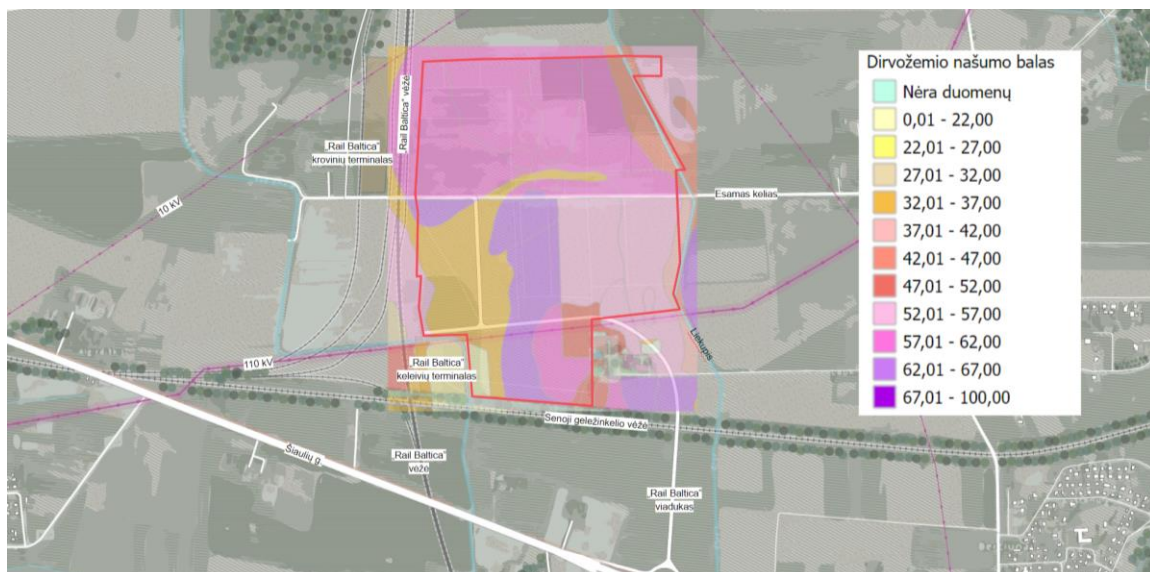 Dirvožemio našumo balas
Nėra duomenų
0,01 - 22,00
22,01 - 27,00
27,01 - 32,00
32,01 - 37,00
37,01 - 42,00
42,01 - 47,00
47,01 - 52,00
52,01 - 57,00
57,01 - 62,00
62,01 - 67,00
67,01 - 100,00
„Rail Baltica“ vėžė
„Rail Baltica“
krovinių terminalas
10 kV
Esamas kelias
Liekupis
110 kV
„Rail Baltica“
keleivių terminalas
Senoji geležinkelio vėžė
Šiaulių g.
„Rail Baltica“
vėžė
„Rail Baltica“
viadukas